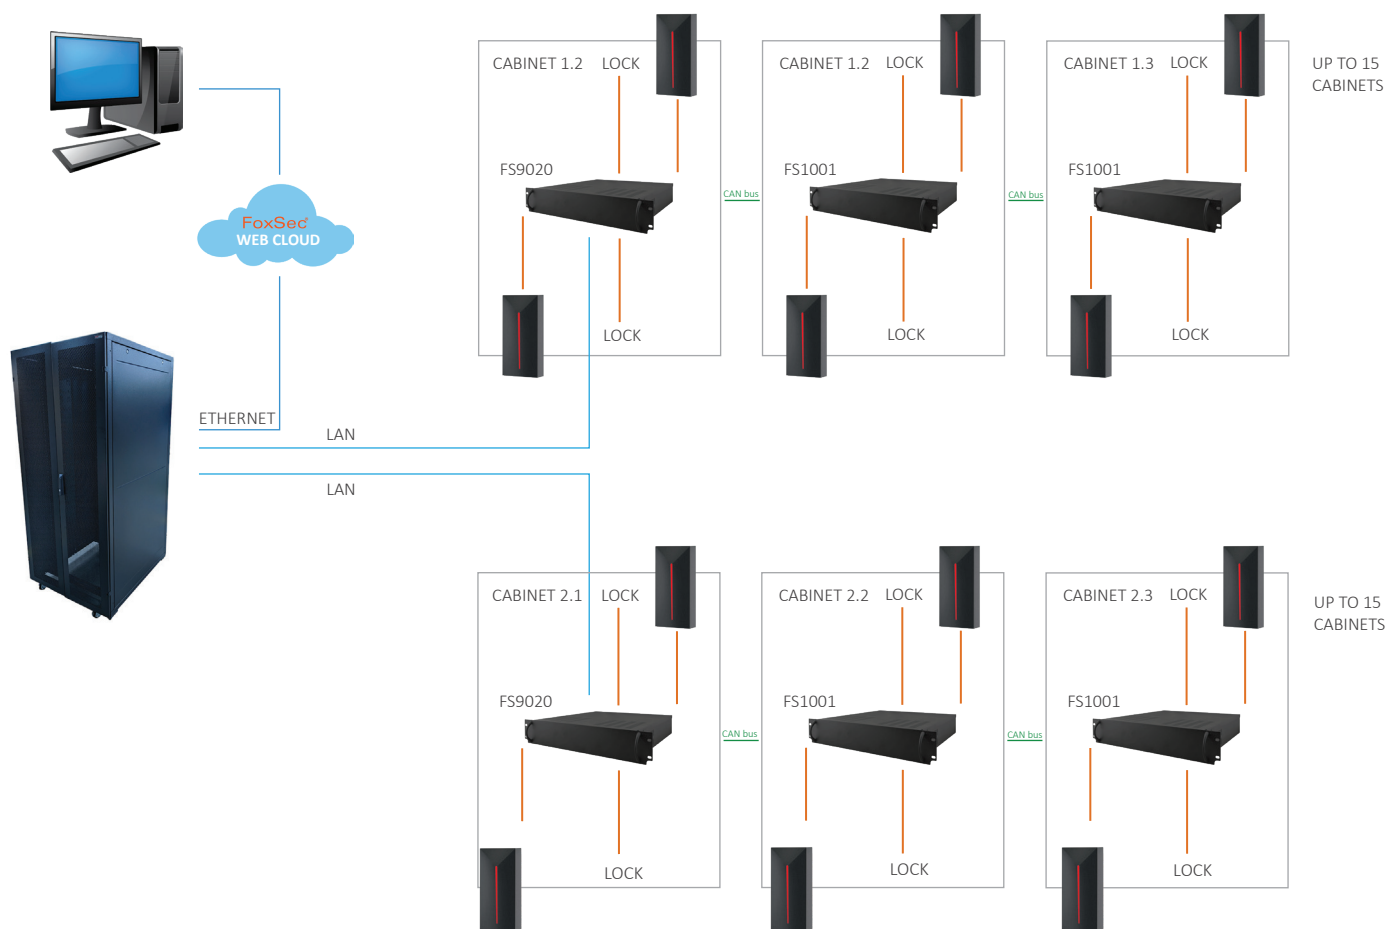 CABINET 1.2 LOCK
CABINET 1.2 LOCK
CABINET 1.3 LOCK
UP TO 15
CABINETS
FS9020
FS1001
FS1001
CAN bus
CAN bus
FoxSec
WEB CLOUD
LOCK
LOCK
LOCK
ETHERNET
LAN
LAN
CABINET 2.1 LOCK
CABINET 2.2 LOCK
CABINET 2.3 LOCK
UP TO 15
CABINETS
FS9020
FS1001
FS1001
CAN bus
CAN bus
LOCK
LOCK
LOCK